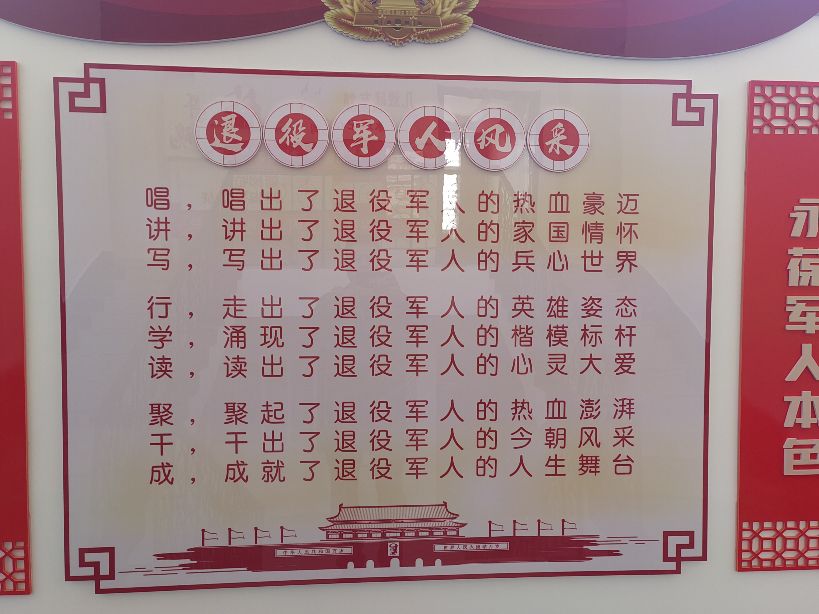 退役军人风采
唱，唱出了退役军人的热血豪迈
讲，讲出了退役军人的家国情怀
写，写出了退役军人的兵心世界
行，走出了退役军人的英雄姿态
学，涌现了退役军人的楷模标杆
读，读出了退役军人的心灵大爱
聚，聚起了退役军人的热血澎湃
干，干出了退役军人的今朝风采
成，成就了退役军人的人生舞台
永葆军人本色